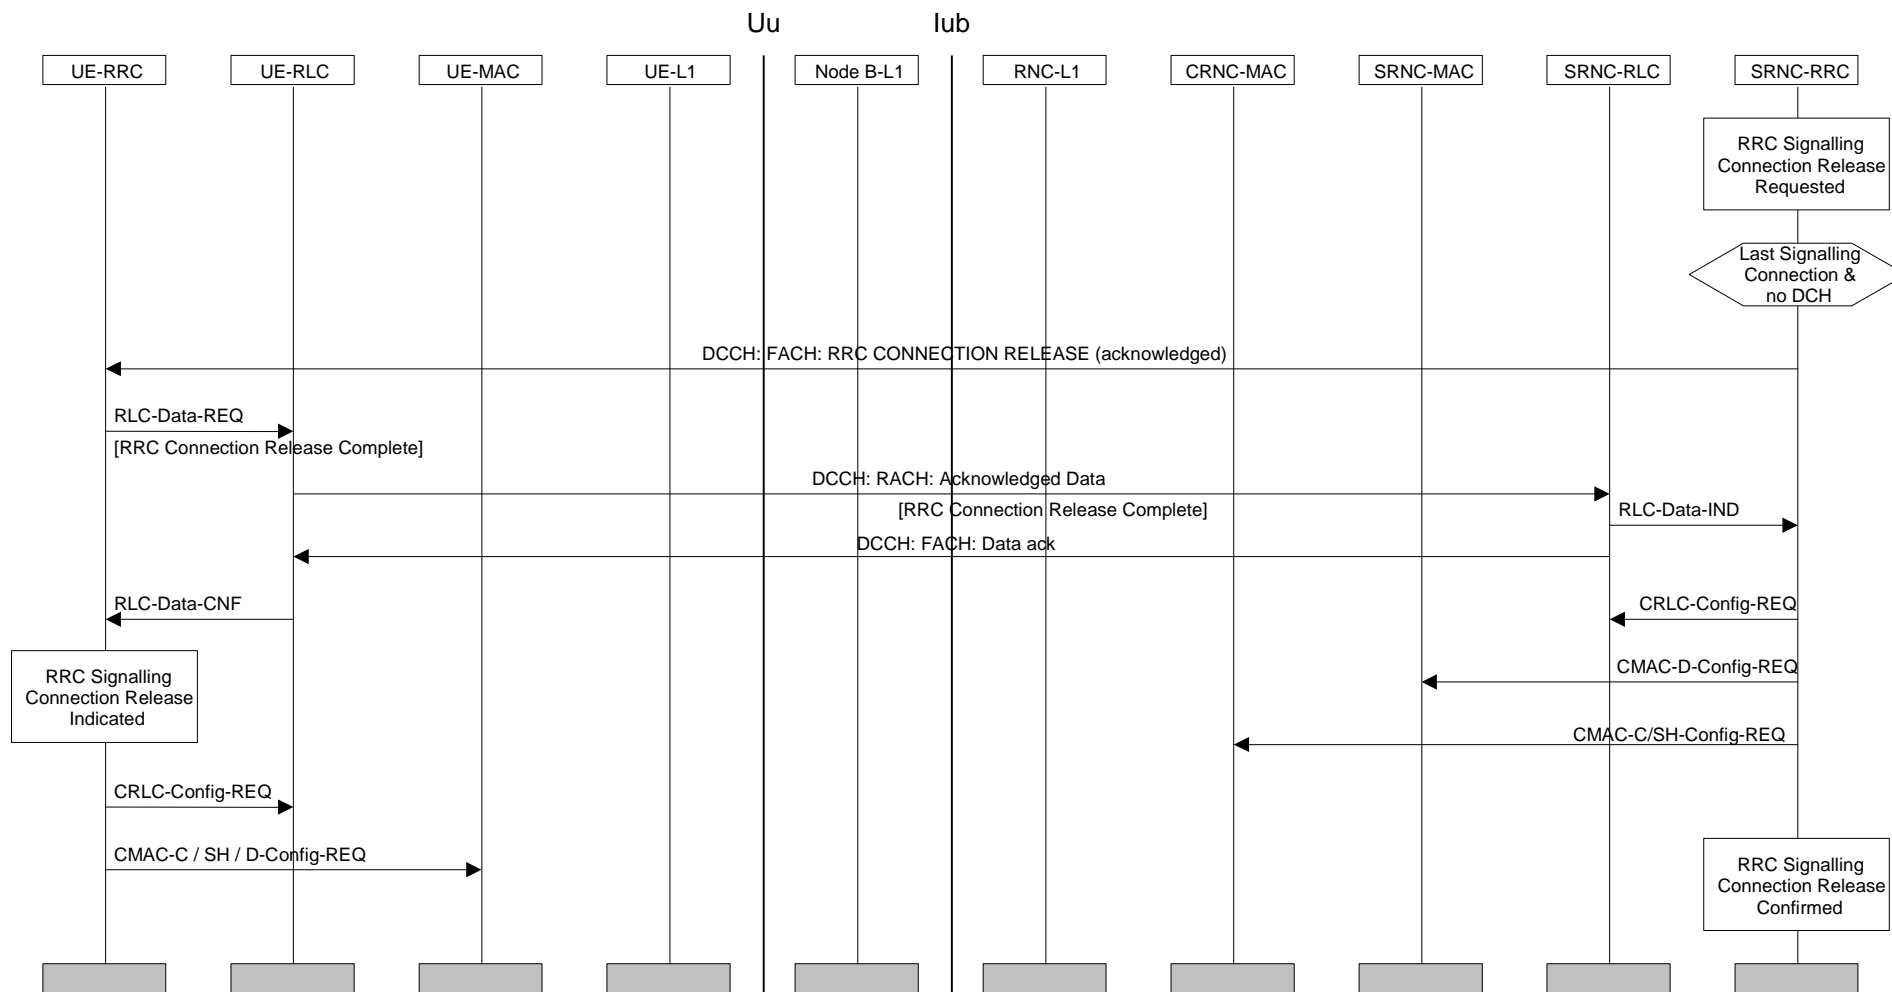 Uu
Iub
UE-RRC
UE-RLC
UE-MAC
UE-L1
Node B-L1
RNC-L1
CRNC-MAC
SRNC-MAC
SRNC-RLC
SRNC-RRC
RRC Signalling
Connection Release
Requested
Last Signalling
Connection &
no DCH
DCCH: FACH: RRC CONNECTION RELEASE (acknowledged)
RLC-Data-REQ
[RRC Connection Release Complete]
DCCH: RACH: Acknowledged Data
[RRC Connection Release Complete]
RLC-Data-IND
DCCH: FACH: Data ack
RLC-Data-CNF
CRLC-Config-REQ
RRC Signalling
Connection Release
Indicated
CMAC-D-Config-REQ
CMAC-C/SH-Config-REQ
CRLC-Config-REQ
CMAC-C / SH / D-Config-REQ
RRC Signalling
Connection Release
Confirmed